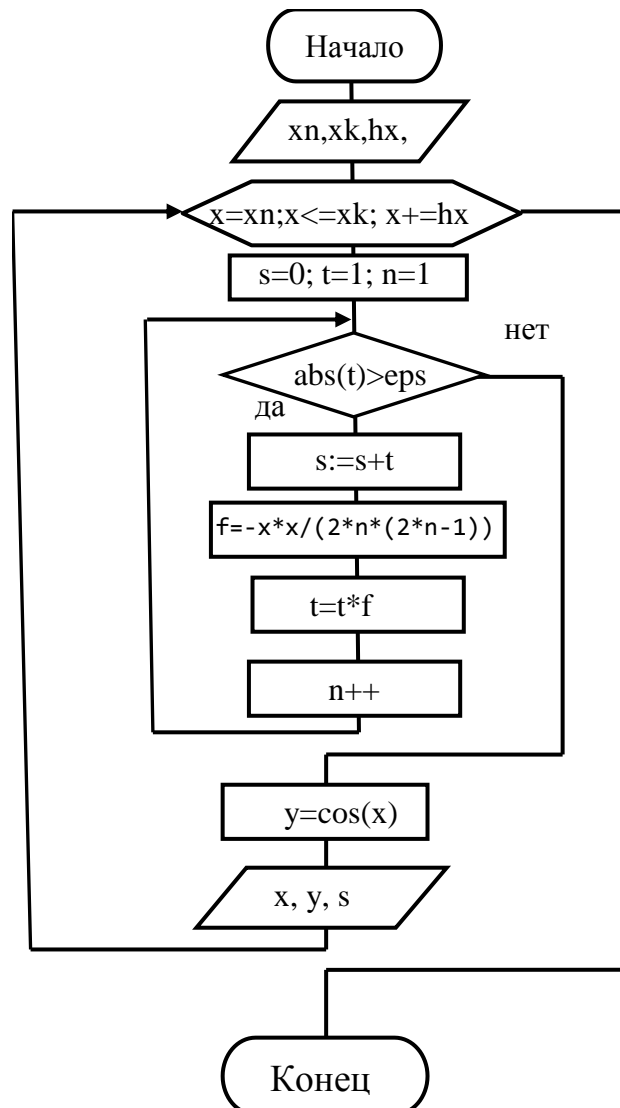 Начало
xn,xk,hx,
x=xn;x<=xk; x+=hx
s=0; t=1; n=1
нет
abs(t)>eps
да
s:=s+t
f=-x*x/(2*n*(2*n-1))
t=t*f
n++
y=cos(x)
x, y, s
Конец